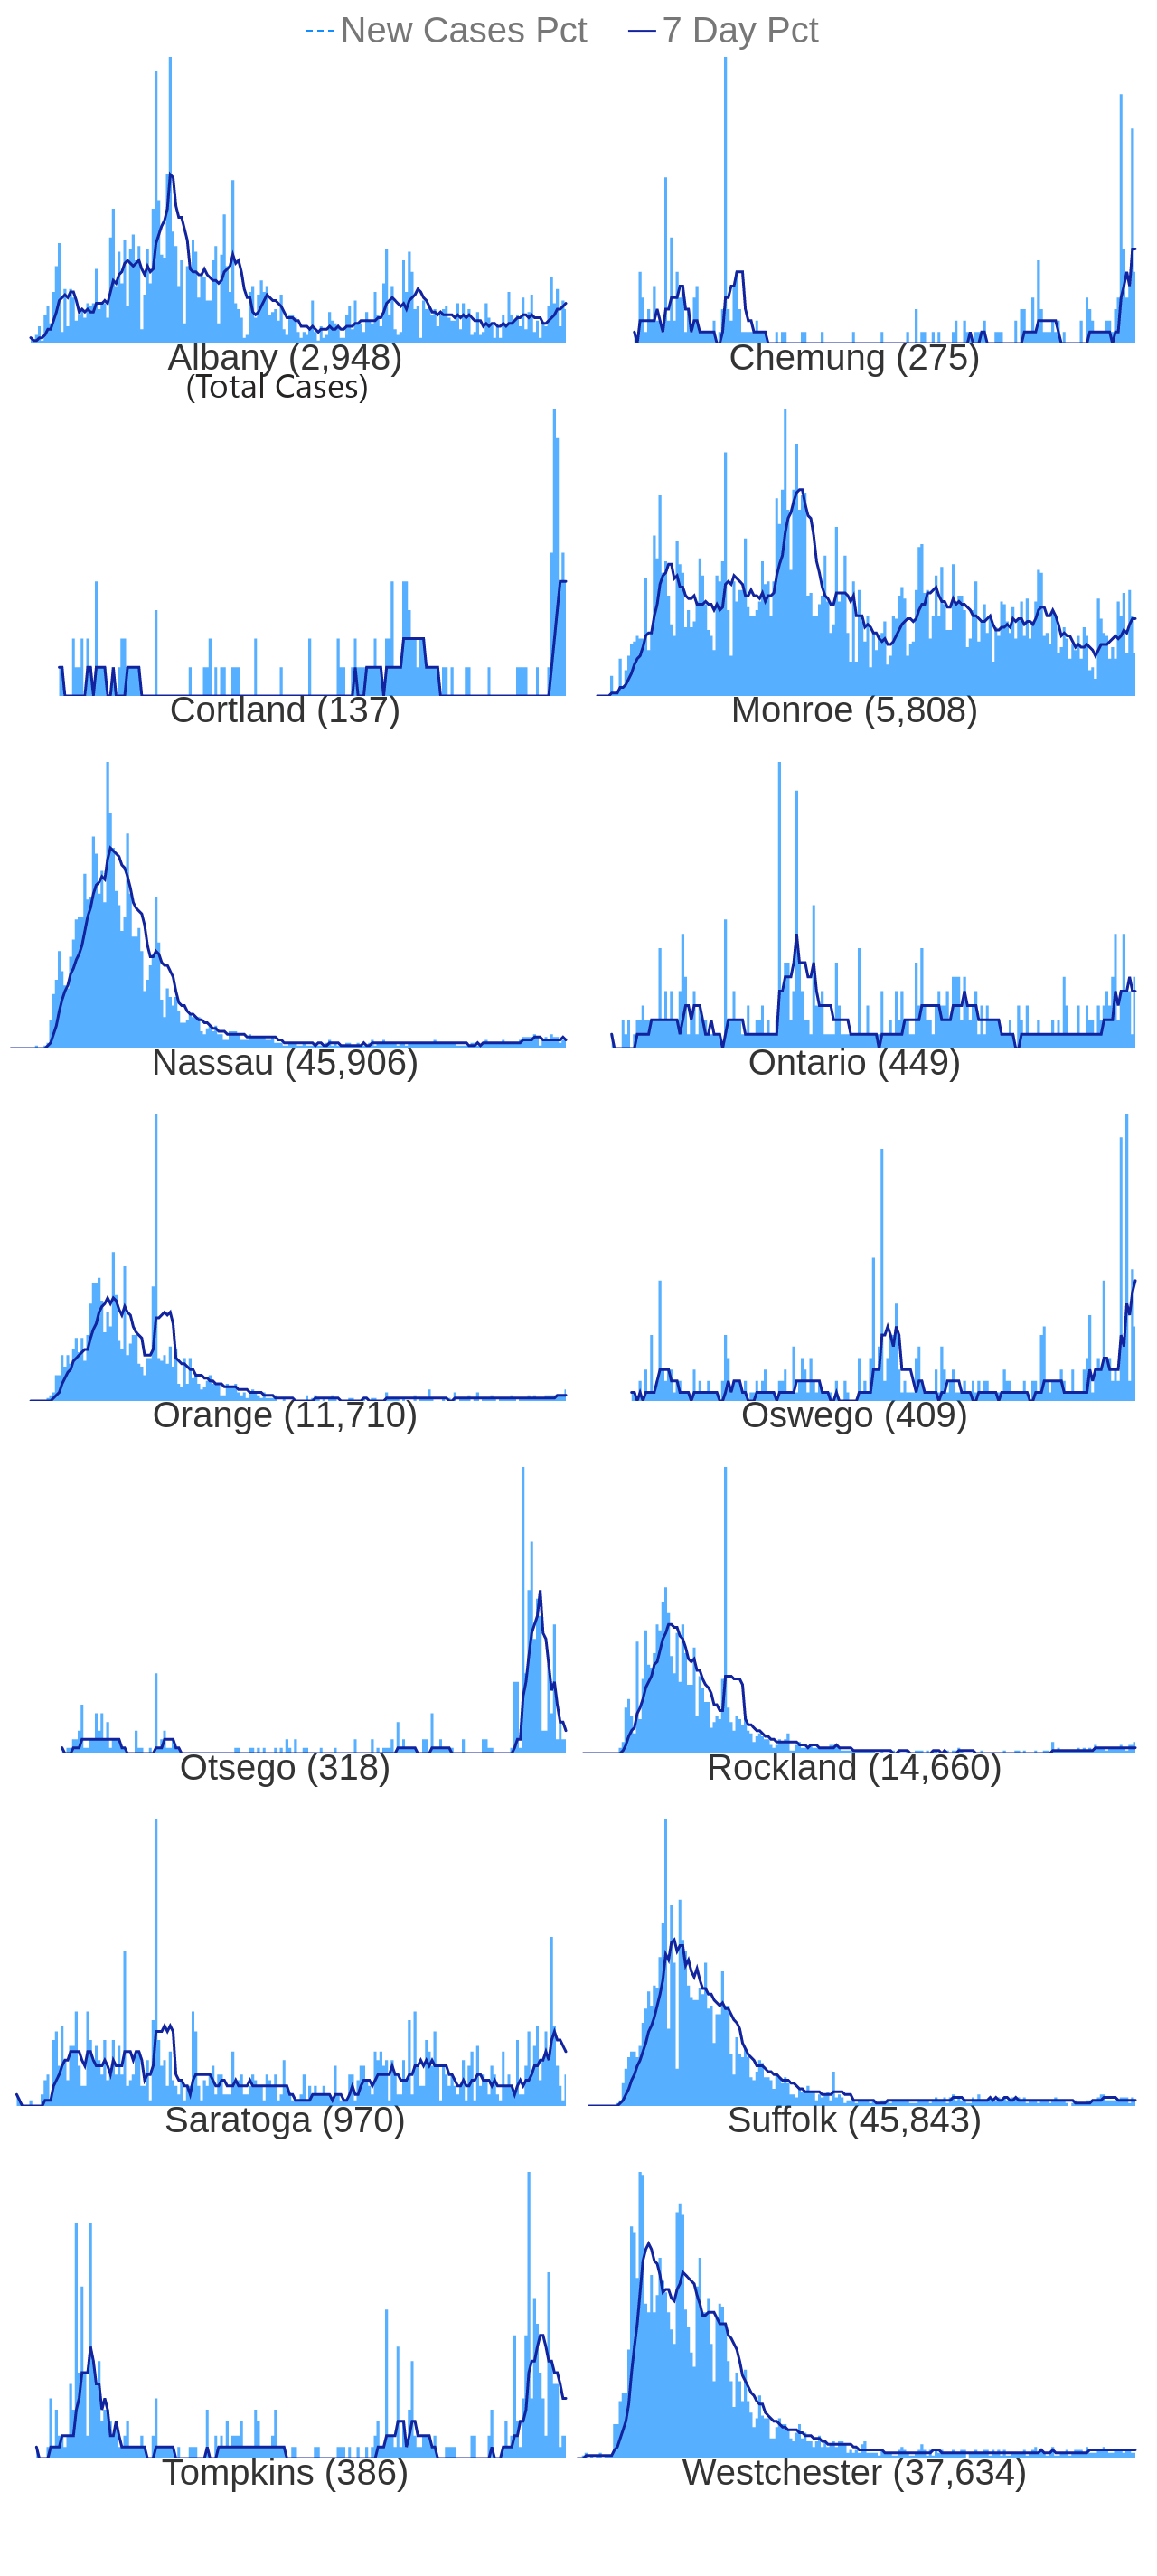 New Cases Pct 7 Day Pct
Albany (2,948) Chemung (275)
(Total Cases)
Cortland (137) Monroe (5,808)
Nassau (45,906) Ontario (449)
Orange (11,710) Oswego (409)
Otsego (318) Rockland (14,660)
Saratoga (970) Suffolk (45,843)
Tompkins (386) Westchester (37,634)